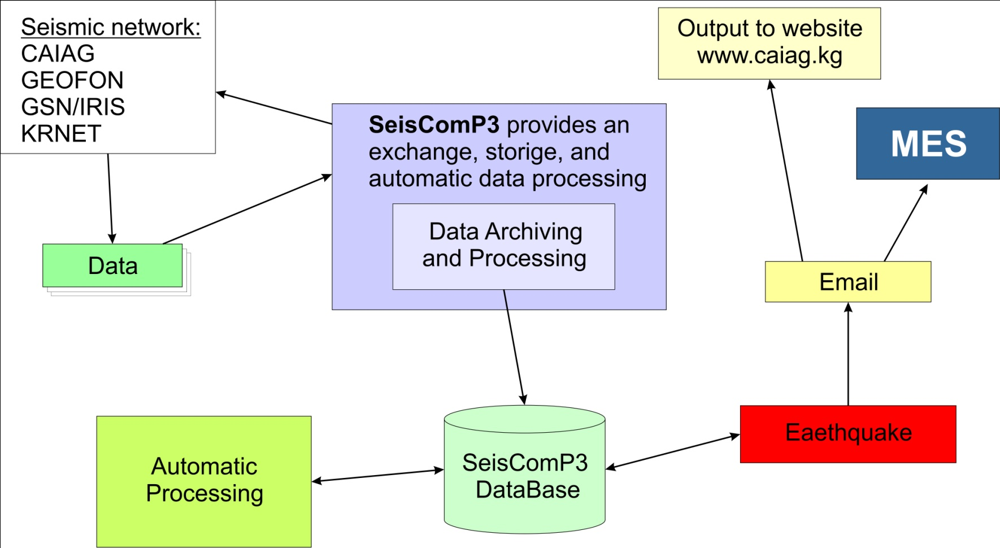 Seismic network:
CAIAG
GEOFON
GSN/IRIS
KRNET
Output to website
www.caiag.kg
SeisComP3 provides an
exchange, storige, and
automatic data processing
MES
Data Archiving
and Processing
Data
Email
Eaethquake
Automatic
Processing
SeisComP3
DataBase